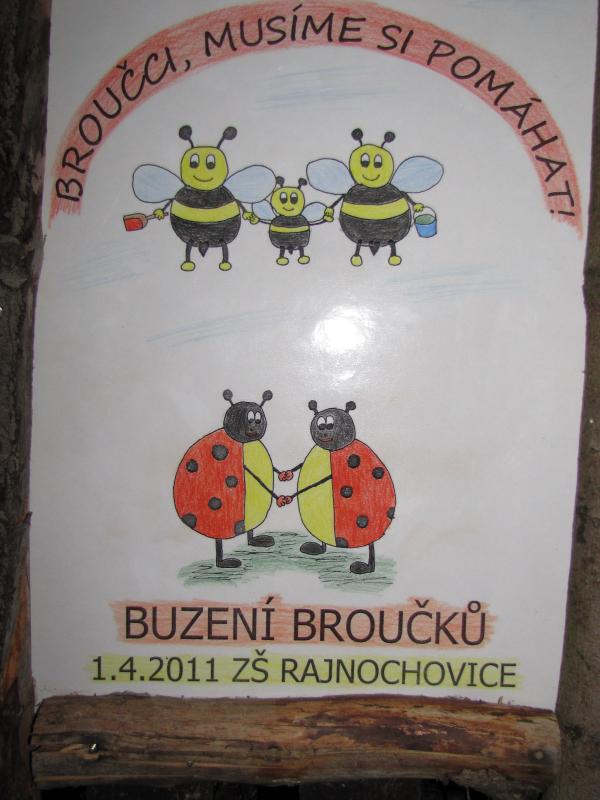 BROUČCI, MUSÍME SI POMÁHAT!
BUZENÍ BROUČKŮ
1.4.2011 ZŠ RAJNOCHOVICE